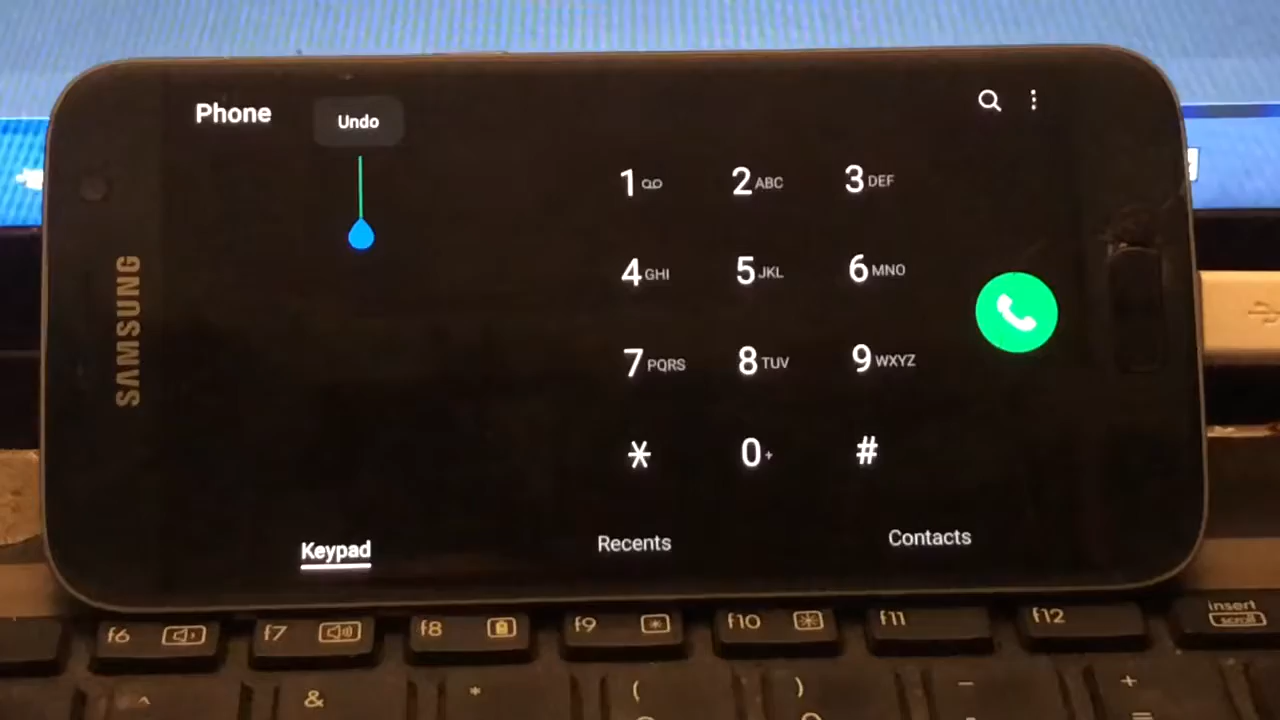 Phone
Undo
SAMSUNG
1
2 ABC
3 DEF
4 GHI
5 JKL
6 MNO
7 PQRS
8 TUV
9 WXYZ
*
0 +
#
Keypad
Recents
Contacts
f6
f7
f8
f9
f10
f11
f12
insert
scroll
^
&
*
(
)
–
+
=